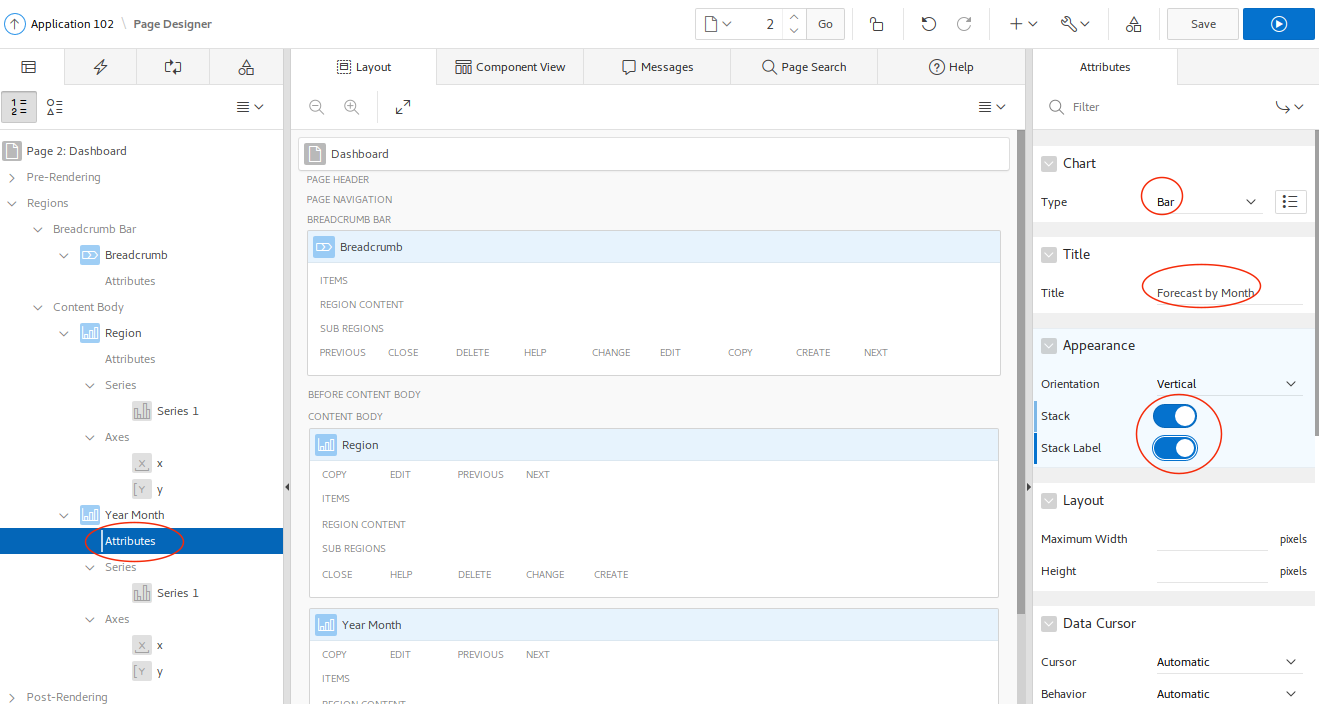 Application 102 \ Page Designer
2 Go Save
Layout Component View Messages Page Search Help Attributes
Filter
Page 2: Dashboard
Pre-Rendering
Regions
Breadcrumb Bar
Breadcrumb
Attributes
Content Body
Region
Attributes
Series
Series 1
Axes
x
y
Year Month
Attributes
Series
Series 1
Axes
x
y
Post-Rendering
Dashboard
PAGE HEADER
PAGE NAVIGATION
BREADCRUMB BAR
Breadcrumb
ITEMS
REGION CONTENT
SUB REGIONS
PREVIOUS CLOSE DELETE HELP CHANGE EDIT COPY CREATE NEXT
BEFORE CONTENT BODY
CONTENT BODY
Region
COPY EDIT PREVIOUS NEXT
ITEMS
REGION CONTENT
SUB REGIONS
CLOSE HELP DELETE CHANGE CREATE
Year Month
COPY EDIT PREVIOUS NEXT
ITEMS
REGION CONTENT
Chart
Type Bar
Title
Title Forecast by Month
Appearance
Orientation Vertical
Stack
Stack Label
Layout
Maximum Width pixels
Height pixels
Data Cursor
Cursor Automatic
Behavior Automatic